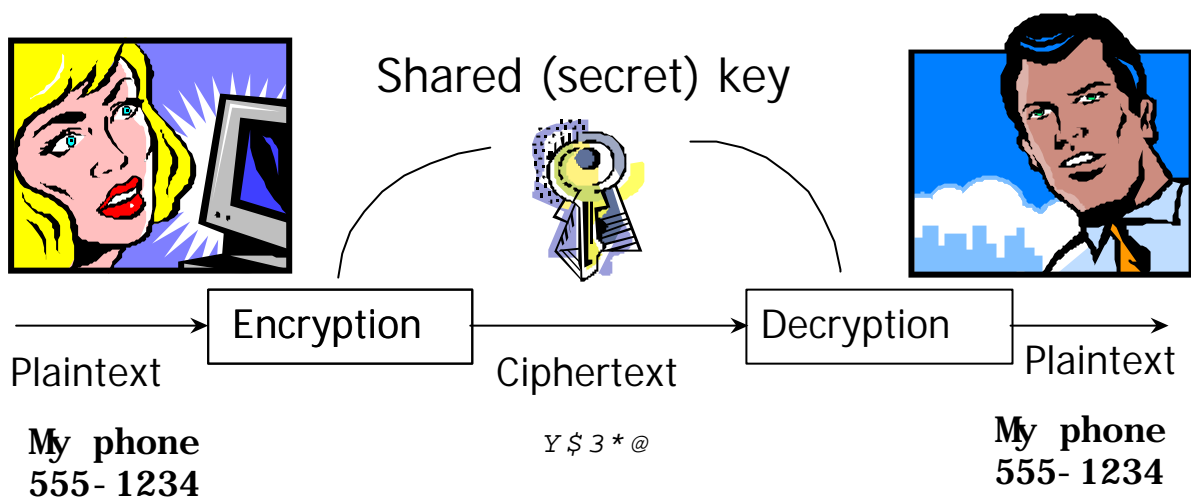 Shared (secret) key
Encryption
Decryption
Plaintext
Ciphertext
Plaintext
My phone
555-1234
Y$3*@
My phone
555-1234